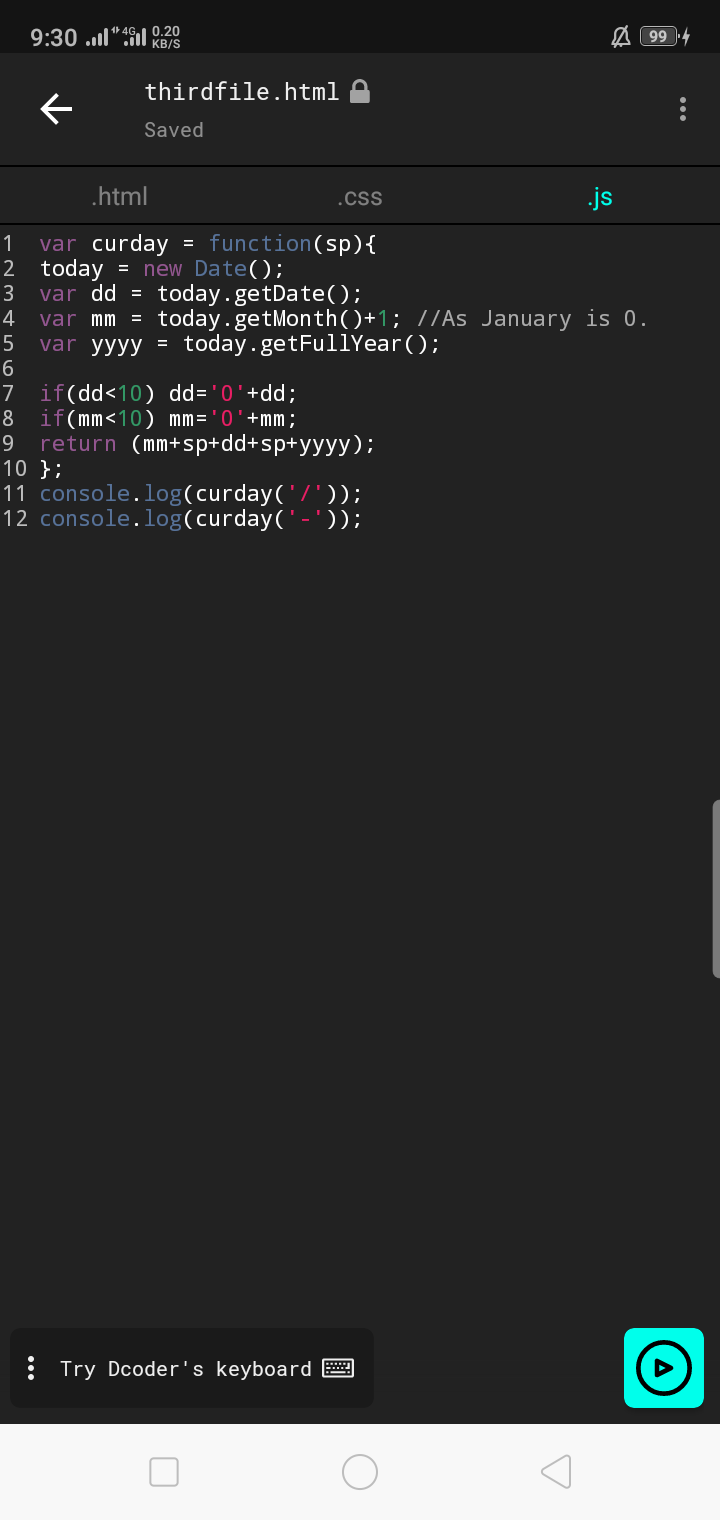 9:30 4G 0.20 KB/S 99
thirdfile.html
Saved
.html .css .js
1 var curday = function(sp){
2 today = new Date();
3 var dd = today.getDate();
4 var mm = today.getMonth()+1; //As January is 0.
5 var yyyy = today.getFullYear();
6
7 if(dd<10) dd='0'+dd;
8 if(mm<10) mm='0'+mm;
9 return (mm+sp+dd+sp+yyyy);
10 };
11 console.log(curday('/'));
12 console.log(curday('-'));
Try Dcoder's keyboard